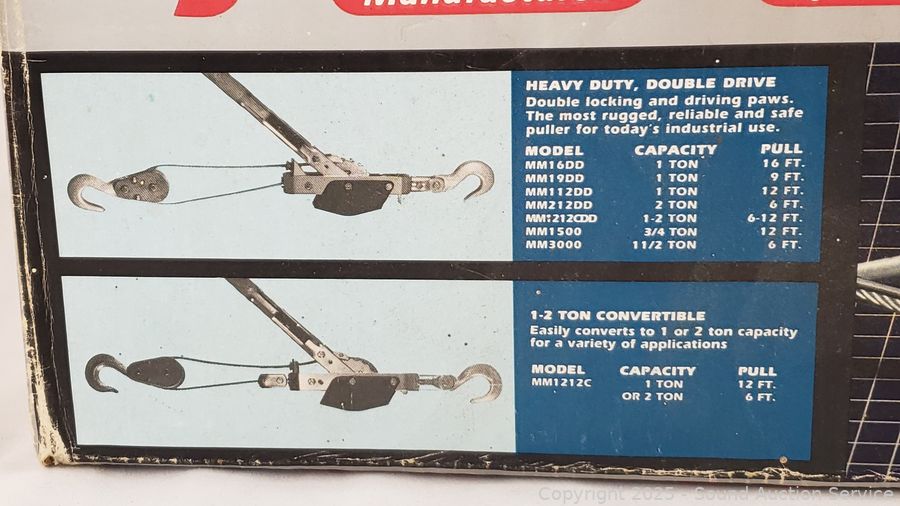 HEAVY DUTY, DOUBLE DRIVE
Double locking and driving paws.
The most rugged, reliable and safe
puller for today's industrial use.
MODEL CAPACITY PULL
MM16DD 1 TON 16 FT.
MM19DD 1 TON 9 FT.
MM112DD 1 TON 12 FT.
MM212DD 2 TON 6 FT.
MM1212CDD 1-2 TON 6-12 FT.
MM1500 3/4 TON 12 FT.
MM3000 11/2 TON 6 FT.
1-2 TON CONVERTIBLE
Easily converts to 1 or 2 ton capacity
for a variety of applications
MODEL CAPACITY PULL
MM1212C 1 TON 12 FT.
OR 2 TON 6 FT.
Copyright 2025 - Sound Auction Service